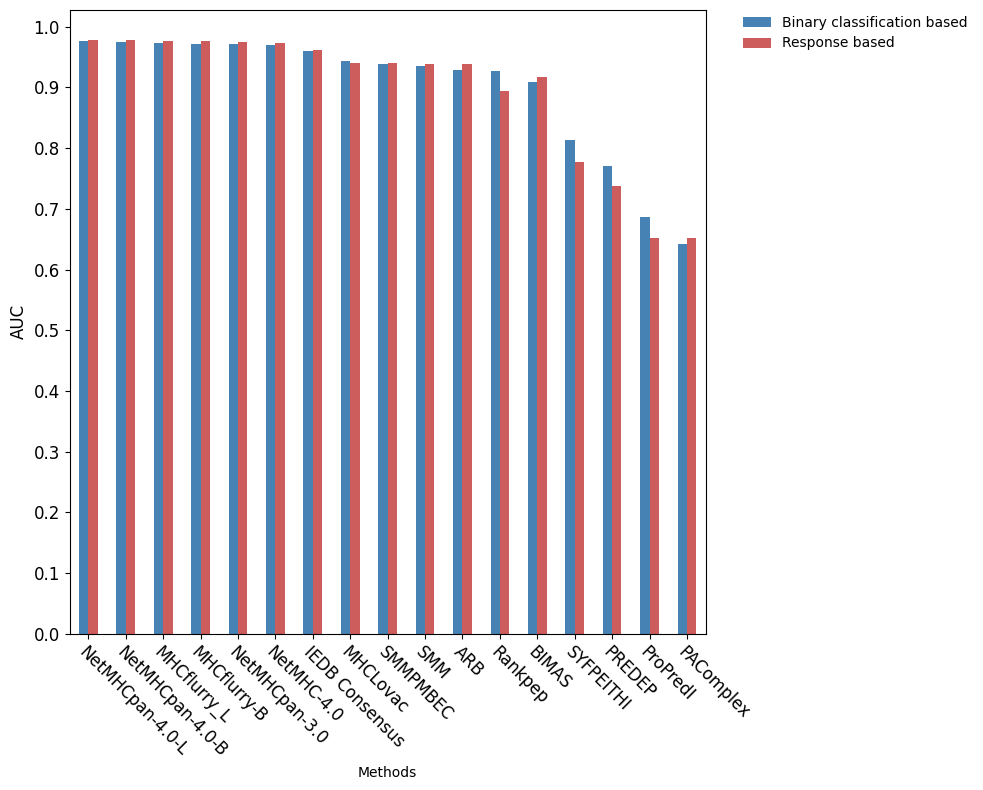 Binary classification based
Response based
1.0
0.9
0.8
0.7
0.6
0.5
0.4
0.3
0.2
0.1
0.0
AUC
NetMHCpan-4.0-L
NetMHCpan-4.0-B
MHCflurry_L
MHCflurry-B
NetMHCpan-3.0
NetMHC-4.0
IEDB Consensus
MHCLovac
SMMPMBEC
SMM
ARB
Rankpep
BIMAS
SYFPEITHI
PREDEP
ProPredI
PAComplex
Methods